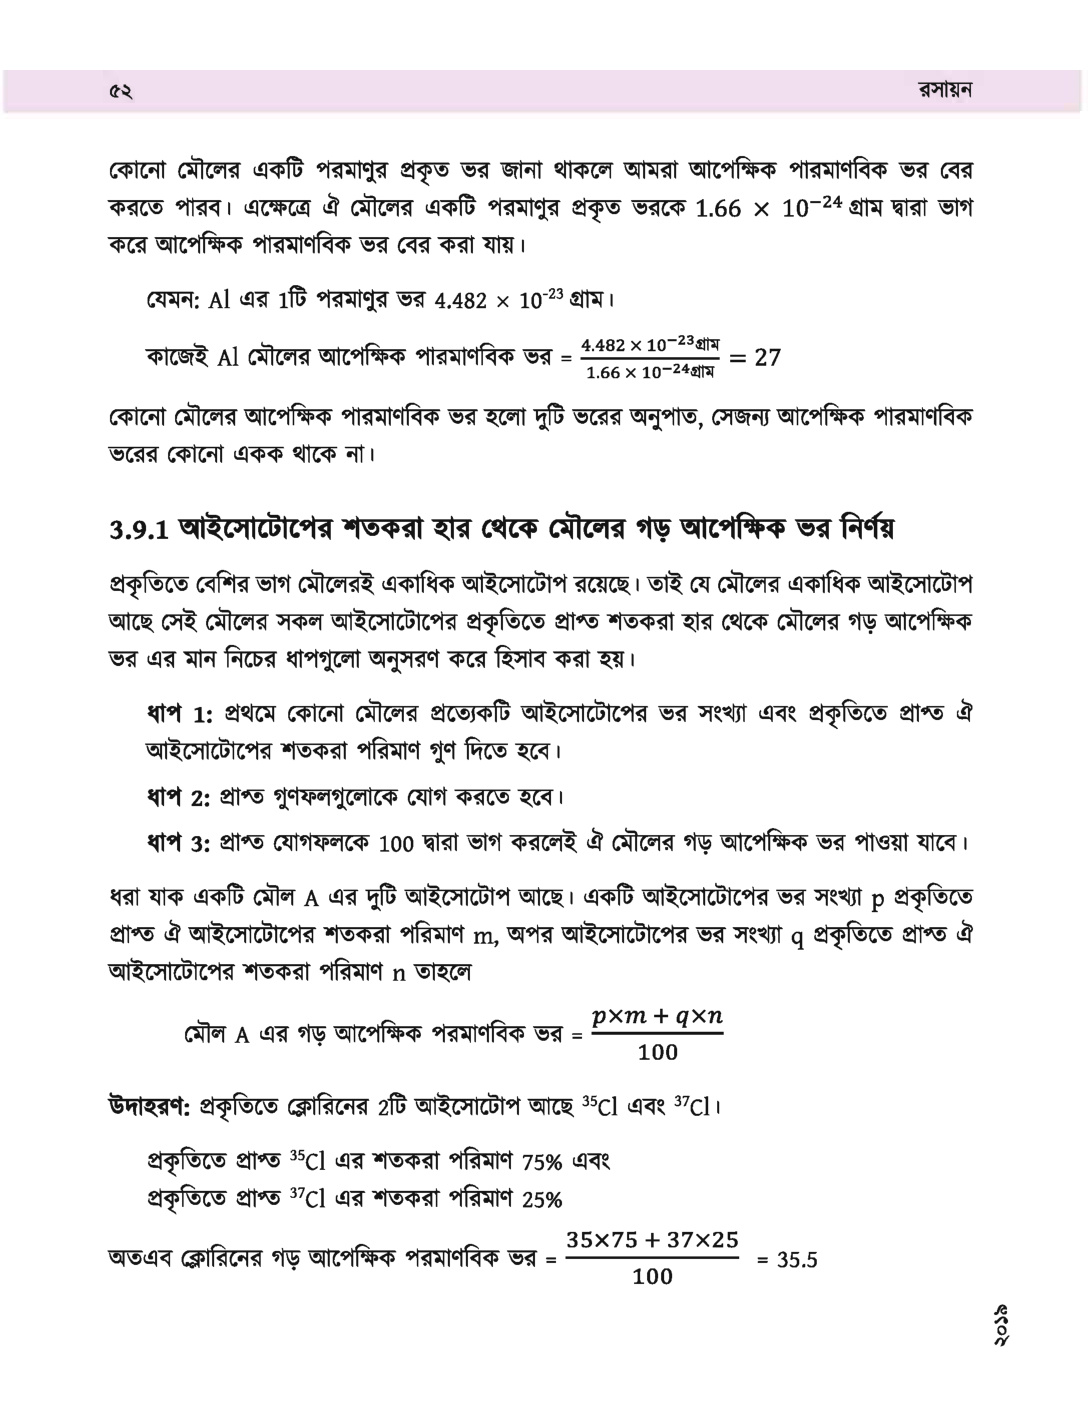 ৫২ রসায়ন
কোনো মৌলের একটি পরমাণুর প্রকৃত ভর জানা থাকলে আমরা আপেক্ষিক পারমাণবিক ভর বের
করতে পারব। এক্ষেত্রে ঐ মৌলের একটি পরমাণুর প্রকৃত ভরকে 1.66 × 10⁻²⁴ গ্রাম দ্বারা ভাগ
করে আপেক্ষিক পারমাণবিক ভর বের করা যায়।
যেমন: Al এর 1টি পরমাণুর ভর 4.482 × 10⁻²³ গ্রাম।
কাজেই Al মৌলের আপেক্ষিক পারমাণবিক ভর = 4.482 × 10⁻²³গ্রাম / 1.66 × 10⁻²⁴গ্রাম = 27
কোনো মৌলের আপেক্ষিক পারমাণবিক ভর হলো দুটি ভরের অনুপাত, সেজন্য আপেক্ষিক পারমাণবিক
ভরের কোনো একক থাকে না।
3.9.1 আইসোটোপের শতকরা হার থেকে মৌলের গড় আপেক্ষিক ভর নির্ণয়
প্রকৃতিতে বেশির ভাগ মৌলেরই একাধিক আইসোটোপ রয়েছে। তাই যে মৌলের একাধিক আইসোটোপ
আছে সেই মৌলের সকল আইসোটোপের প্রকৃতিতে প্রাপ্ত শতকরা হার থেকে মৌলের গড় আপেক্ষিক
ভর এর মান নিচের ধাপগুলো অনুসরণ করে হিসাব করা হয়।
ধাপ 1: প্রথমে কোনো মৌলের প্রত্যেকটি আইসোটোপের ভর সংখ্যা এবং প্রকৃতিতে প্রাপ্ত ঐ
আইসোটোপের শতকরা পরিমাণ গুণ দিতে হবে।
ধাপ 2: প্রাপ্ত গুণফলগুলোকে যোগ করতে হবে।
ধাপ 3: প্রাপ্ত যোগফলকে 100 দ্বারা ভাগ করলেই ঐ মৌলের গড় আপেক্ষিক ভর পাওয়া যাবে।
ধরা যাক একটি মৌল A এর দুটি আইসোটোপ আছে। একটি আইসোটোপের ভর সংখ্যা p প্রকৃতিতে
প্রাপ্ত ঐ আইসোটোপের শতকরা পরিমাণ m, অপর আইসোটোপের ভর সংখ্যা q প্রকৃতিতে প্রাপ্ত ঐ
আইসোটোপের শতকরা পরিমাণ n তাহলে
মৌল A এর গড় আপেক্ষিক পরমাণবিক ভর = p×m + q×n / 100
উদাহরণ: প্রকৃতিতে ক্লোরিনের 2টি আইসোটোপ আছে ³⁵Cl এবং ³⁷Cl।
প্রকৃতিতে প্রাপ্ত ³⁵Cl এর শতকরা পরিমাণ 75% এবং
প্রকৃতিতে প্রাপ্ত ³⁷Cl এর শতকরা পরিমাণ 25%
অতএব ক্লোরিনের গড় আপেক্ষিক পরমাণবিক ভর = 35×75 + 37×25 / 100 = 35.5
২০১৯